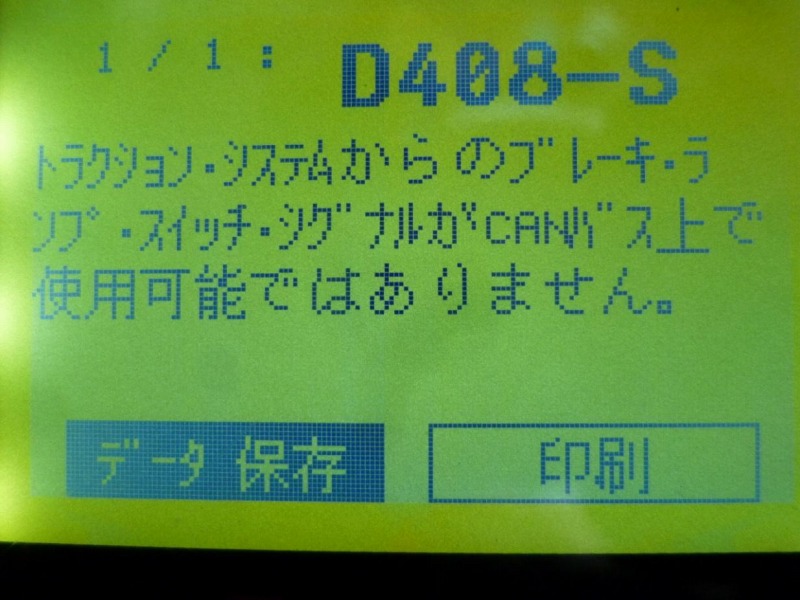 1/1: D408-S
トラクション・システムからのブレーキ・ラ
ンプ・スイッチ・シグナルがCANバス上で
使用可能ではありません。
データ保存 印刷